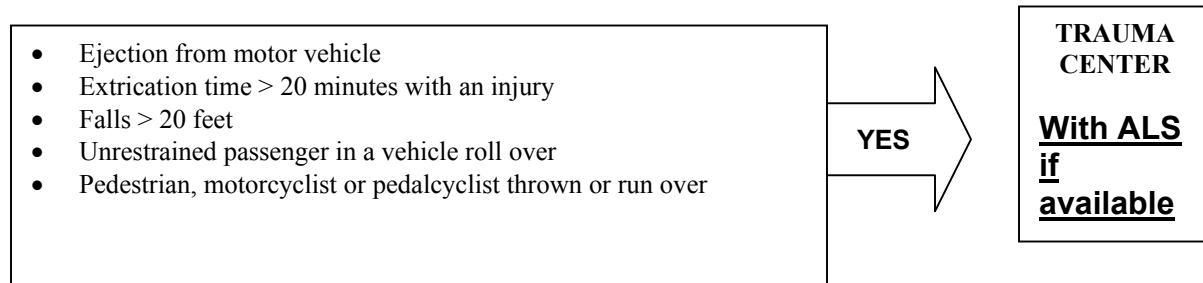 • Ejection from motor vehicle
• Extrication time > 20 minutes with an injury
• Falls > 20 feet
• Unrestrained passenger in a vehicle roll over
• Pedestrian, motorcyclist or pedalcyclist thrown or run over
YES
TRAUMA
CENTER
With ALS
if
available